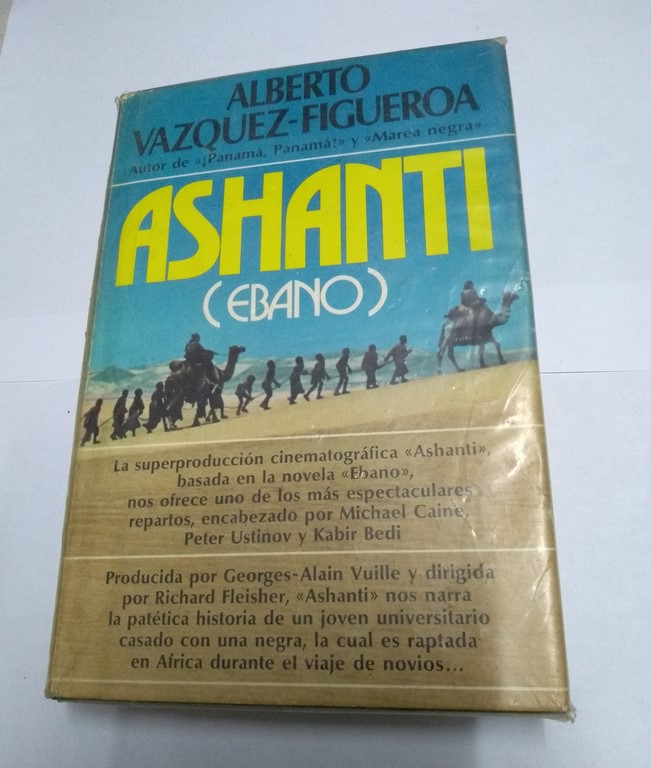 ALBERTO
VAZQUEZ-FIGUEROA
Autor de «¡Panamá, Panamá!» y «Marea negra»
ASHANTI
(EBANO)
La superproducción cinematográfica «Ashanti»,
basada en la novela «Ebano»,
nos ofrece uno de los más espectaculares
repartos, encabezado por Michael Caine,
Peter Ustinov y Kabir Bedi
Producida por Georges-Alain Vuille y dirigida
por Richard Fleisher, «Ashanti» nos narra
la patética historia de un joven universitario
casado con una negra, la cual es raptada
en Africa durante el viaje de novios...